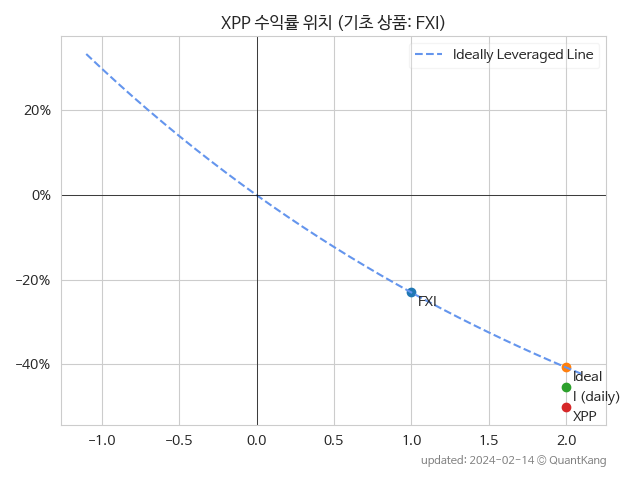 XPP 수익률 위치 (기초 상품: FXI)
Ideally Leveraged Line
20%
0%
−20%
−40%
FXI
Ideal
I (daily)
XPP
−1.0
−0.5
0.0
0.5
1.0
1.5
2.0
updated: 2024-02-14 © QuantKang